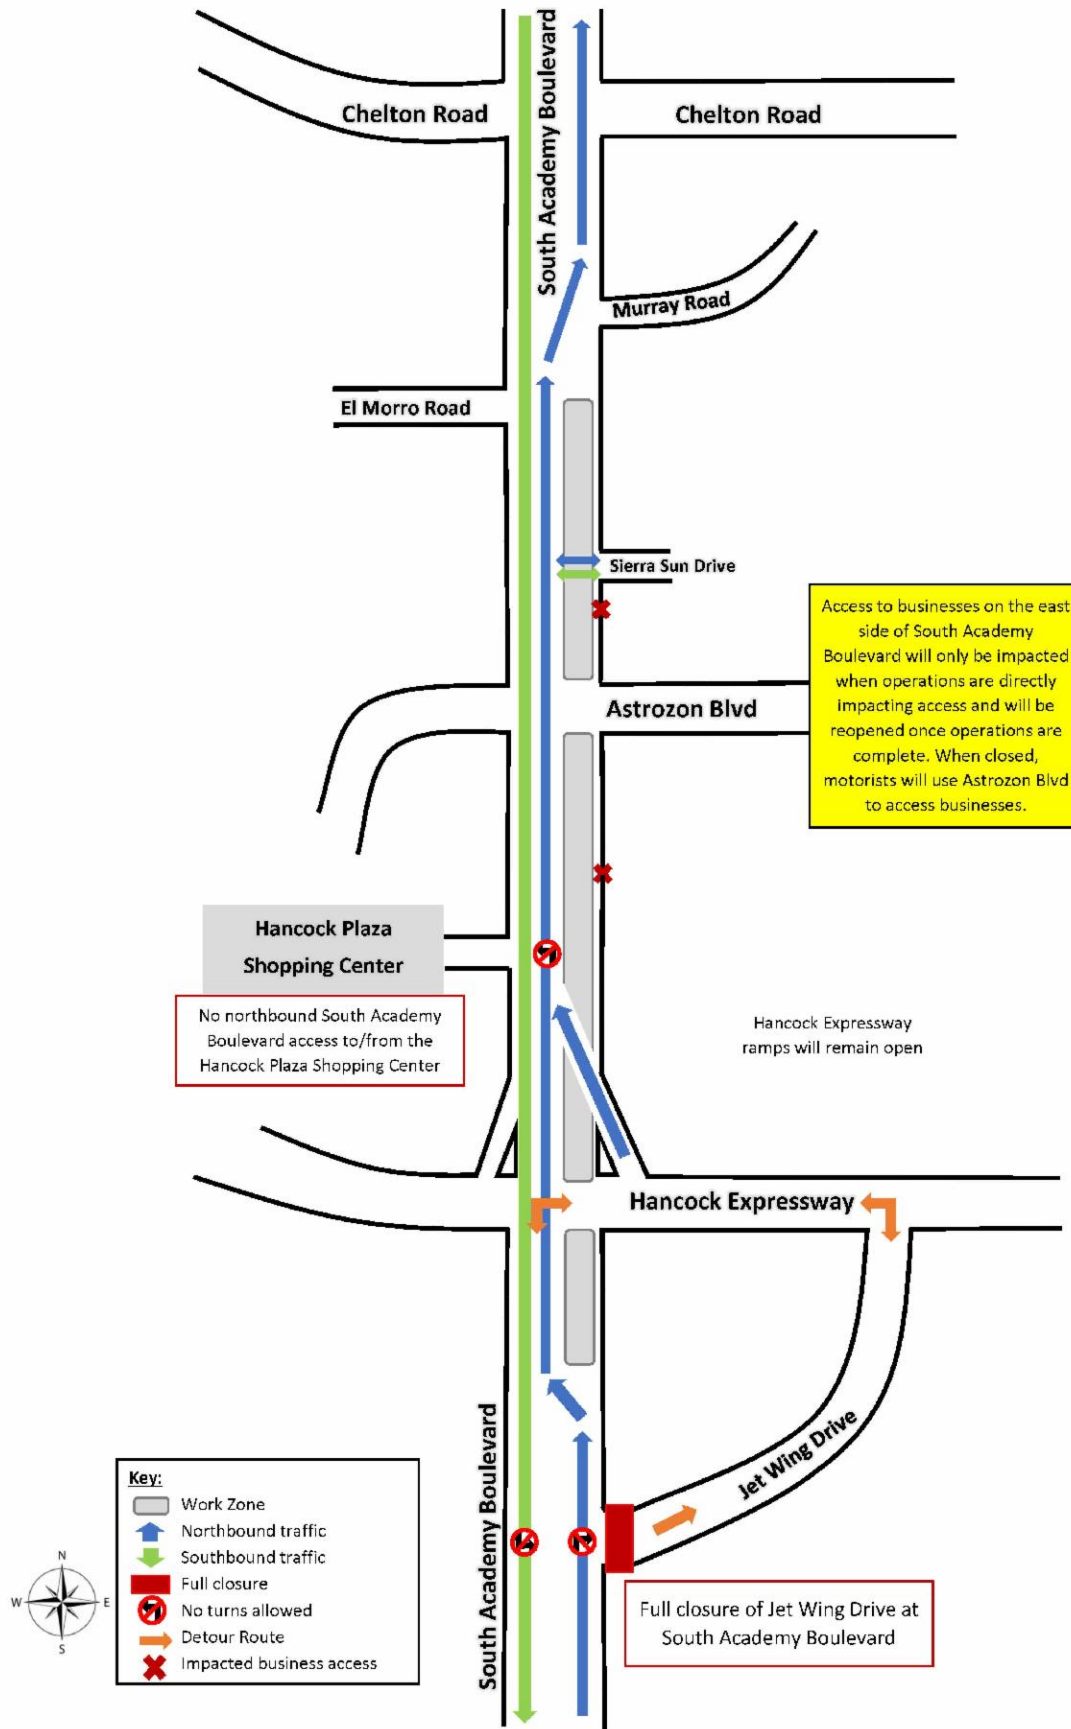 South Academy Boulevard
Chelton Road
Chelton Road
Murray Road
El Morro Road
Sierra Sun Drive
Access to businesses on the east
side of South Academy
Boulevard will only be impacted
when operations are directly
impacting access and will be
reopened once operations are
complete. When closed,
motorists will use Astrozon Blvd
to access businesses.
Astrozon Blvd
Hancock Plaza
Shopping Center
No northbound South Academy
Boulevard access to/from the
Hancock Plaza Shopping Center
Hancock Expressway
ramps will remain open
Hancock Expressway
Jet Wing Drive
South Academy Boulevard
Key:
Work Zone
Northbound traffic
Southbound traffic
Full closure
No turns allowed
Detour Route
Impacted business access
N
W
E
S
Full closure of Jet Wing Drive at
South Academy Boulevard